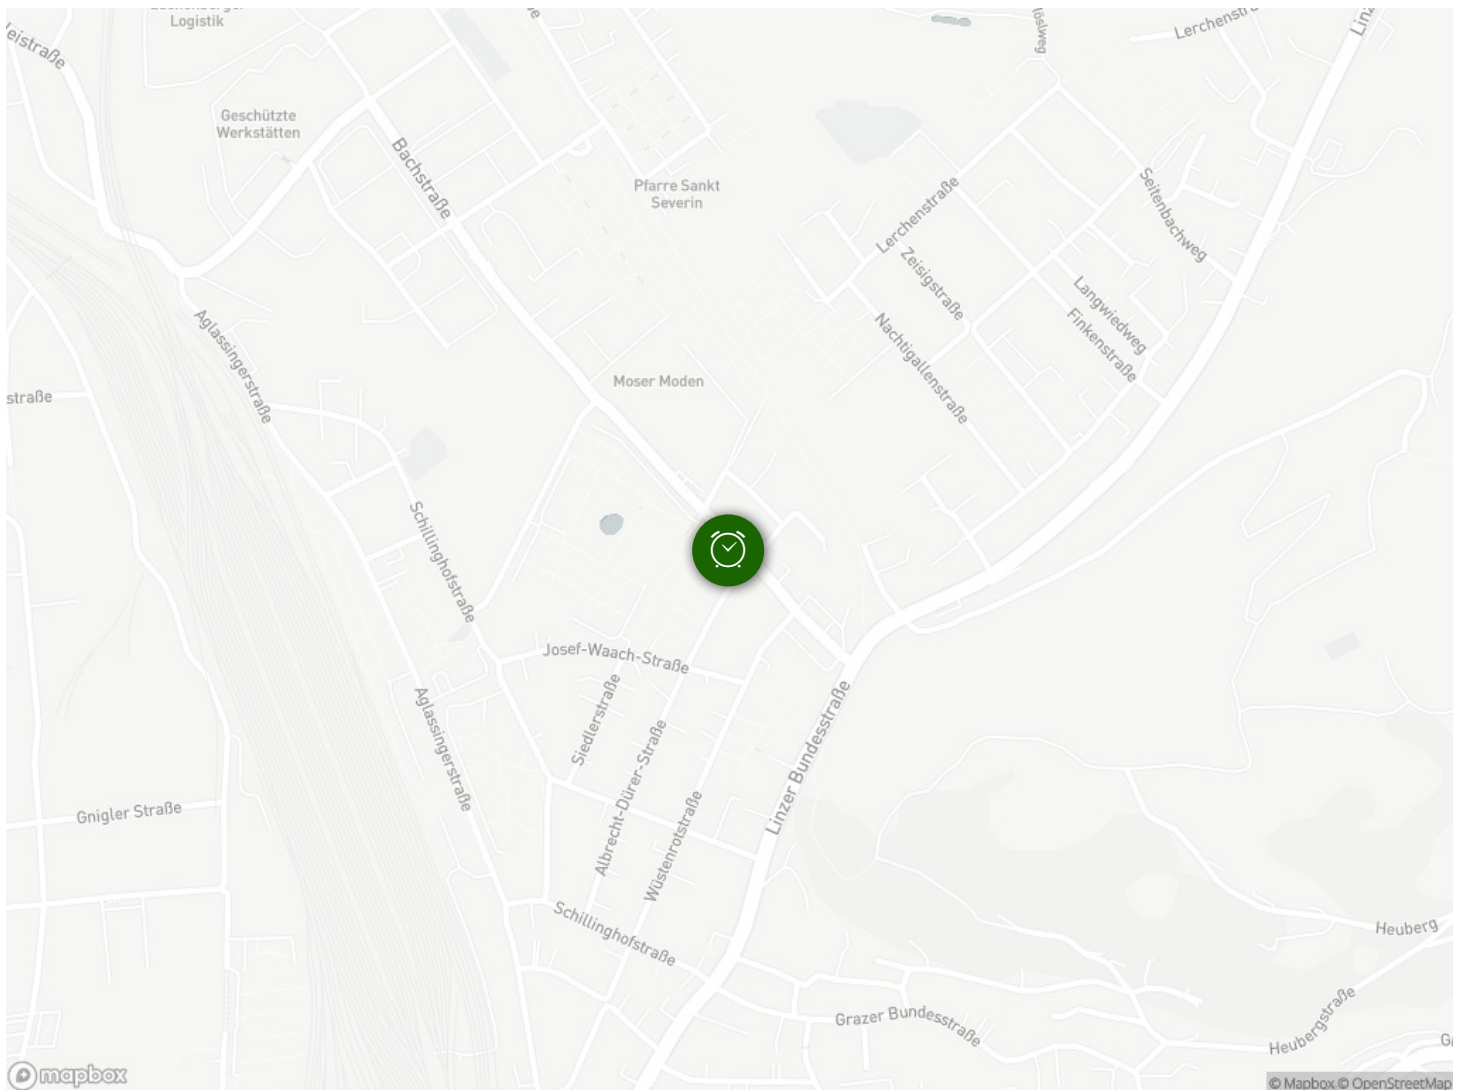 Logistik
Geschützte
Werkstätten
Bachstraße
Pfarre Sankt
Severin
Lerchenstraße
Seitenbachweg
Zeisigstraße
Langwiedweg
Finkenstraße
Nachtigallenstraße
Aglassingerstraße
straße
Moser Moden
Schillinghofstraße
Josef-Waach-Straße
Siedlerstraße
Albrecht-Dürer-Straße
Wüstenrotstraße
Linzer Bundesstraße
Aglassingerstraße
Gnigler Straße
Schillinghofstraße
Heuberg
Grazer Bundesstraße
Heubergstraße
mapbox
© Mapbox © OpenStreetMap